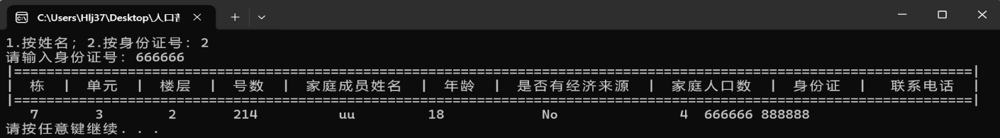 C:\Users\Hlj37\Desktop\人口普
1.按姓名; 2.按身份证号: 2
请输入身份证号: 666666
|======================================================================================================================|
| 栋 | 单元 | 楼层 | 号数 | 家庭成员姓名 | 年龄 | 是否有经济来源 | 家庭人口数 | 身份证 | 联系电话 |
|======================================================================================================================|
7 3 2 214 uu 18 No 4 666666 888888
请按任意键继续. . .